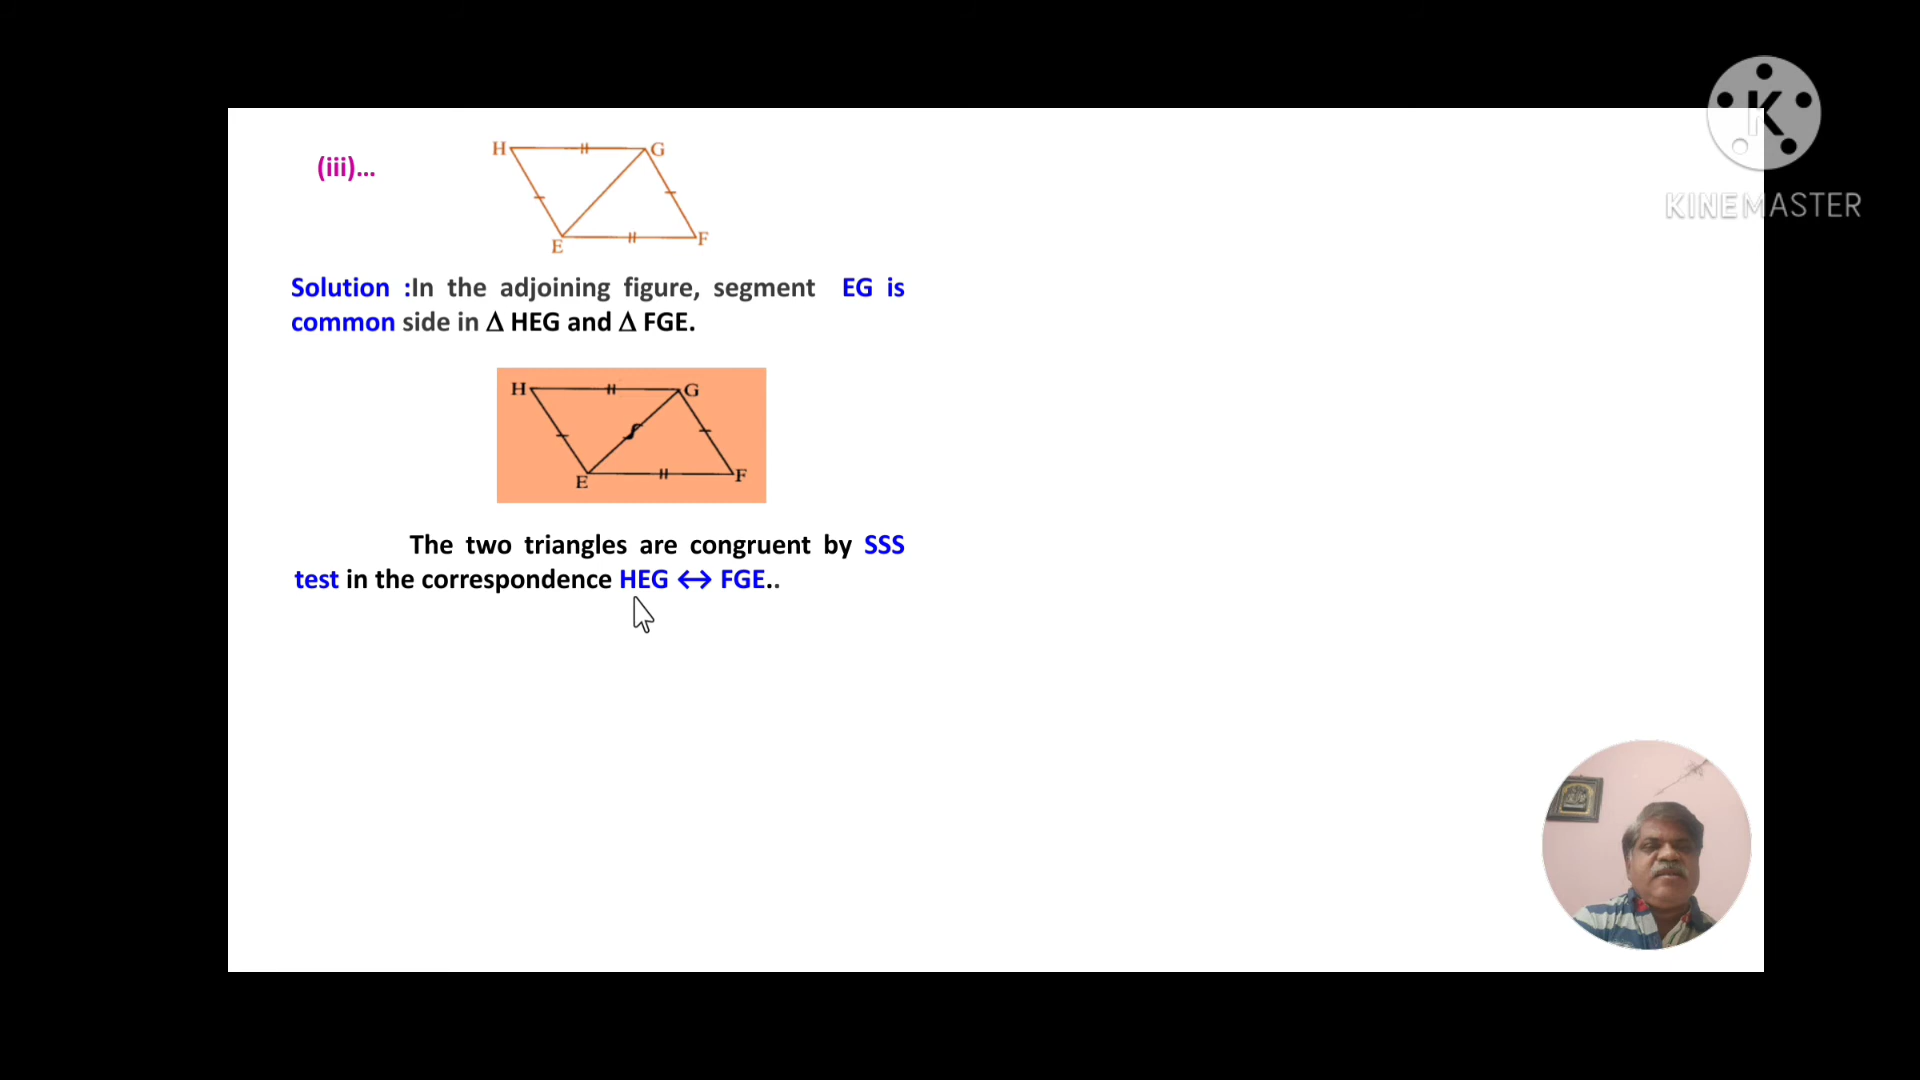 (iii)...
H
G
E
F
Solution :In the adjoining figure, segment EG is
common side in Δ HEG and Δ FGE.
H
G
E
F
The two triangles are congruent by SSS
test in the correspondence HEG ↔ FGE..
K
KINEMASTER